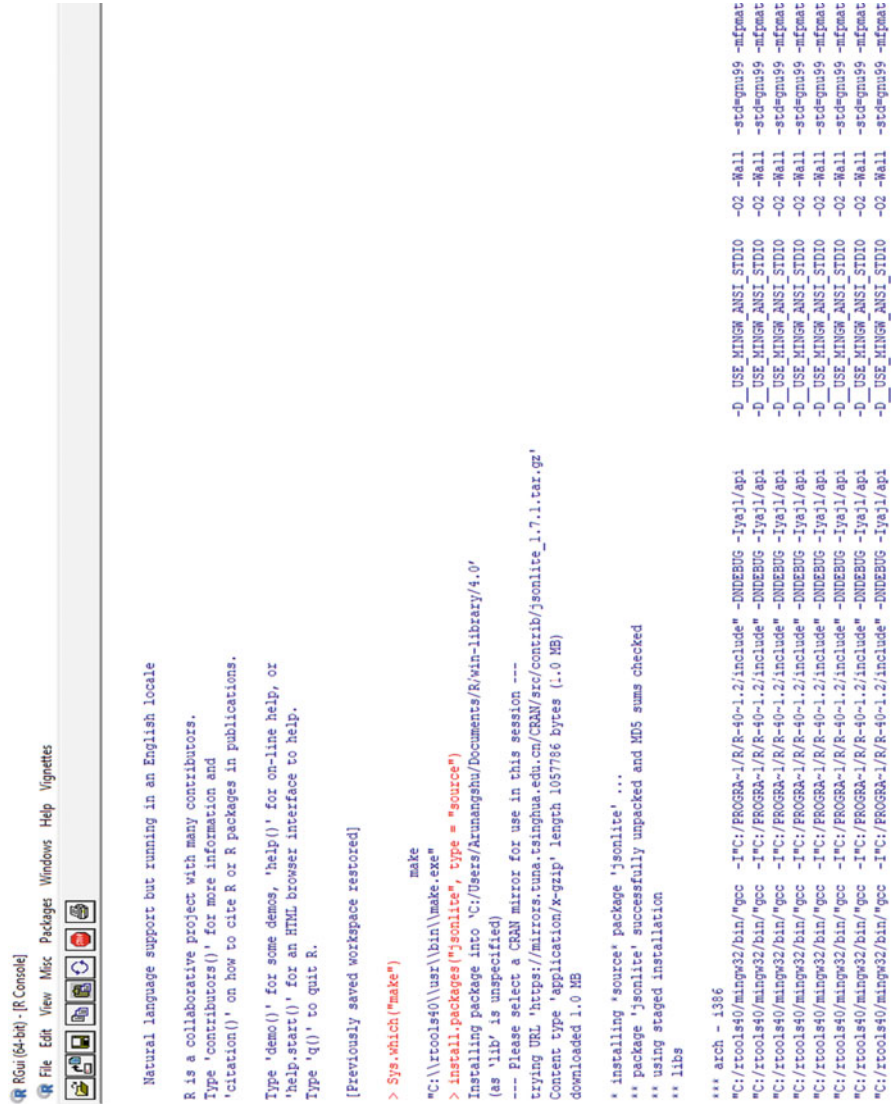 RGui (64-bit) - [R Console]
File Edit View Misc Packages Windows Help Vignettes
STOP
Natural language support but running in an English locale
R is a collaborative project with many contributors.
Type 'contributors()' for more information and
'citation()' on how to cite R or R packages in publications.
Type 'demo()' for some demos, 'help()' for on-line help, or
'help.start()' for an HTML browser interface to help.
Type 'q()' to quit R.
[Previously saved workspace restored]
> Sys.which("make")
make
"C:\\rtools40\\usr\\bin\\make.exe"
> install.packages("jsonlite", type = "source")
Installing package into ‘C:/Users/Arunangshu/Documents/R/win-library/4.0’
(as ‘lib’ is unspecified)
--- Please select a CRAN mirror for use in this session ---
trying URL 'https://mirrors.tuna.tsinghua.edu.cn/CRAN/src/contrib/jsonlite_1.7.1.tar.gz'
Content type 'application/x-gzip' length 1057786 bytes (1.0 MB)
downloaded 1.0 MB
* installing *source* package 'jsonlite' ...
** package 'jsonlite' successfully unpacked and MD5 sums checked
** using staged installation
** libs
*** arch - i386
"C:/rtools40/mingw32/bin/"gcc -I"C:/PROGRA~1/R/R-40~1.2/include" -DNDEBUG -Iyajl/api -D__USE_MINGW_ANSI_STDIO -O2 -Wall -std=gnu99 -mfpmat
"C:/rtools40/mingw32/bin/"gcc -I"C:/PROGRA~1/R/R-40~1.2/include" -DNDEBUG -Iyajl/api -D__USE_MINGW_ANSI_STDIO -O2 -Wall -std=gnu99 -mfpmat
"C:/rtools40/mingw32/bin/"gcc -I"C:/PROGRA~1/R/R-40~1.2/include" -DNDEBUG -Iyajl/api -D__USE_MINGW_ANSI_STDIO -O2 -Wall -std=gnu99 -mfpmat
"C:/rtools40/mingw32/bin/"gcc -I"C:/PROGRA~1/R/R-40~1.2/include" -DNDEBUG -Iyajl/api -D__USE_MINGW_ANSI_STDIO -O2 -Wall -std=gnu99 -mfpmat
"C:/rtools40/mingw32/bin/"gcc -I"C:/PROGRA~1/R/R-40~1.2/include" -DNDEBUG -Iyajl/api -D__USE_MINGW_ANSI_STDIO -O2 -Wall -std=gnu99 -mfpmat
"C:/rtools40/mingw32/bin/"gcc -I"C:/PROGRA~1/R/R-40~1.2/include" -DNDEBUG -Iyajl/api -D__USE_MINGW_ANSI_STDIO -O2 -Wall -std=gnu99 -mfpmat
"C:/rtools40/mingw32/bin/"gcc -I"C:/PROGRA~1/R/R-40~1.2/include" -DNDEBUG -Iyajl/api -D__USE_MINGW_ANSI_STDIO -O2 -Wall -std=gnu99 -mfpmat
"C:/rtools40/mingw32/bin/"gcc -I"C:/PROGRA~1/R/R-40~1.2/include" -DNDEBUG -Iyajl/api -D__USE_MINGW_ANSI_STDIO -O2 -Wall -std=gnu99 -mfpmat